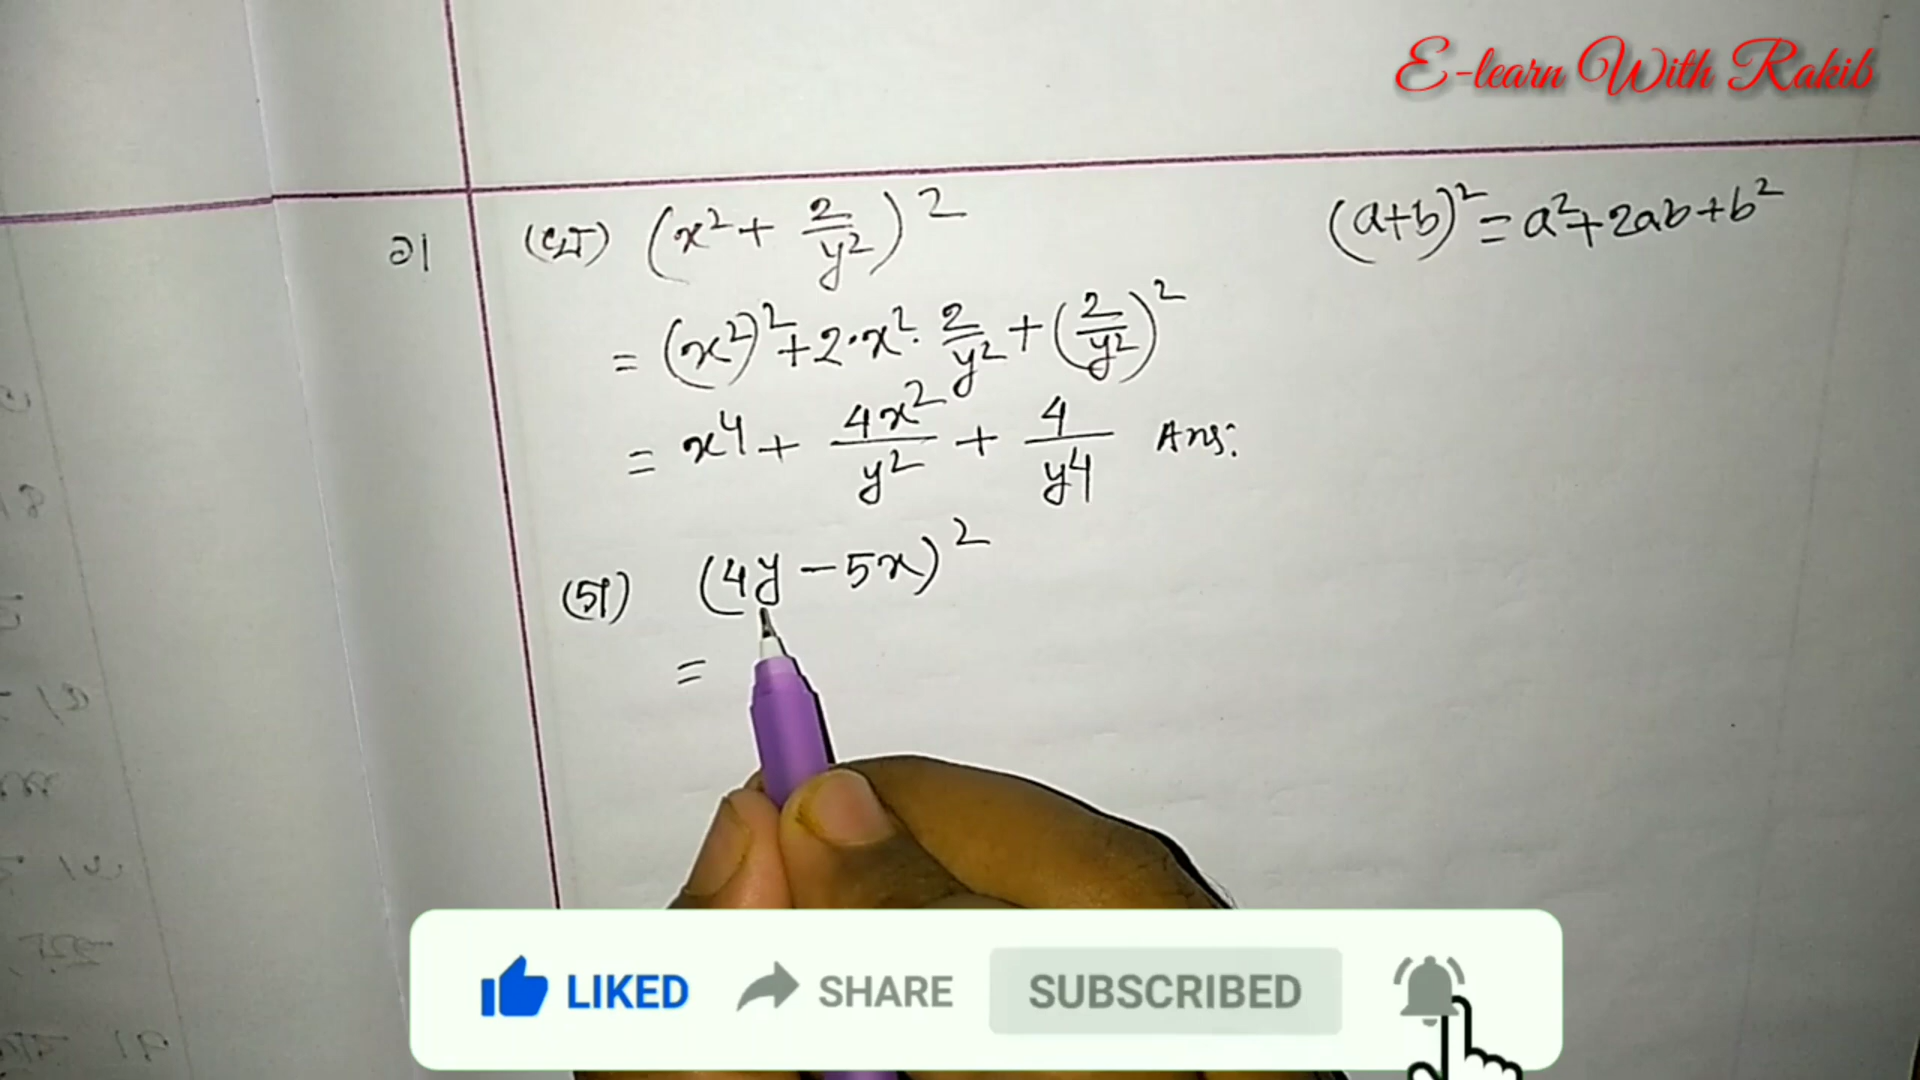 E-learn With Rakib
১। (ঘ) (x² + 2/y²)² (a+b)² = a²+2ab+b²
= (x²)² + 2·x²· 2/y² + (2/y²)²
= x⁴ + 4x²/y² + 4/y⁴ Ans:
(ঙ) (4y – 5x)²
=
LIKED SHARE SUBSCRIBED